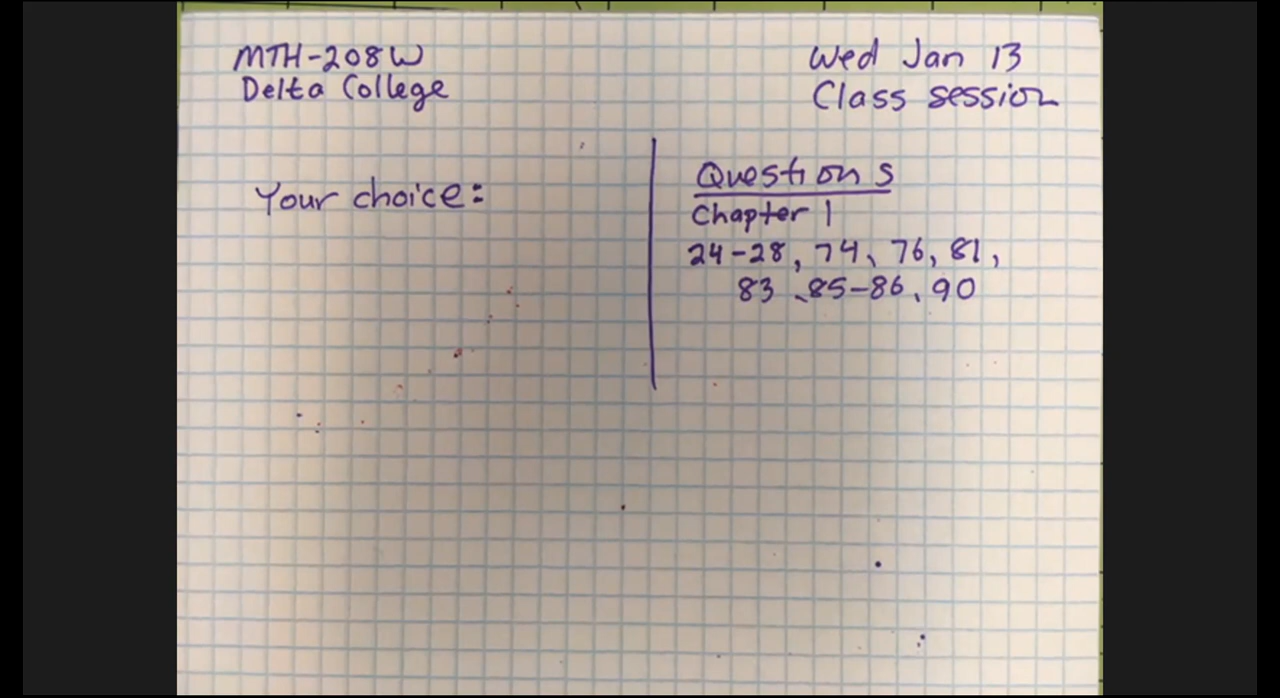 MTH-208W
Delta College
Wed Jan 13
Class session
Your choice:
Questions
Chapter 1
24-28, 74, 76, 81,
83, 85-86, 90